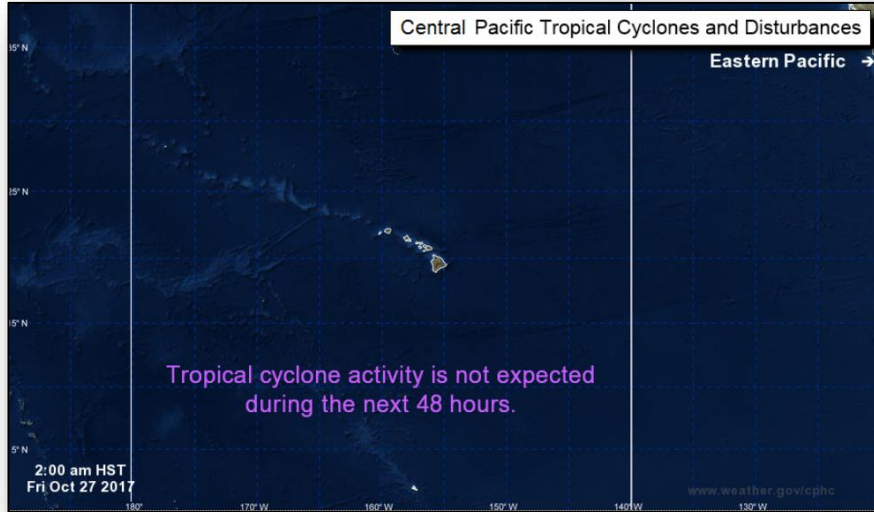 Central Pacific Tropical Cyclones and Disturbances
35° N
Eastern Pacific →
25° N
15° N
Tropical cyclone activity is not expected
during the next 48 hours.
5° N
2:00 am HST
Fri Oct 27 2017
www.weather.gov/cphc
180° 170° W 160° W 150° W 140° W 130° W